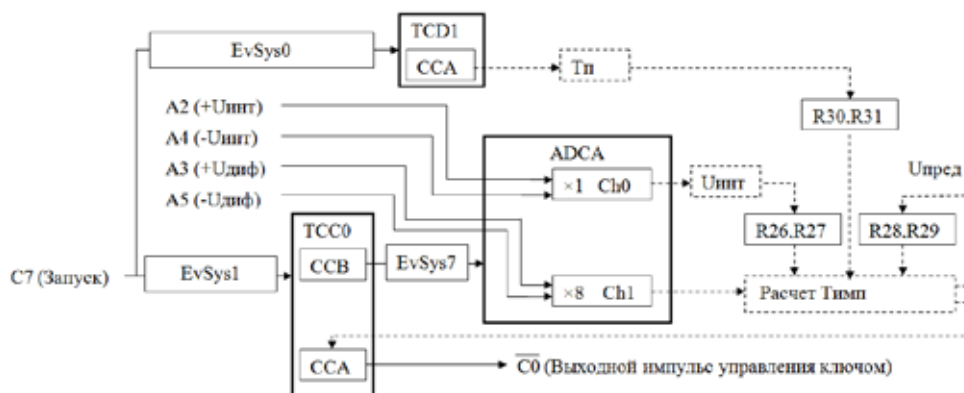 TCD1
EvSys0
CCA
Tп
A2 (+Uинт)
R30.R31
A4 (-Uинт)
ADCA
A3 (+Uдиф)
×1 Ch0
Uинт
Uпред
A5 (-Uдиф)
TCC0
R26.R27
R28.R29
C7 (Запуск)
EvSys1
CCB
EvSys7
×8 Ch1
Расчет Tимп
CCA
C0 (Выходной импульс управления ключом)